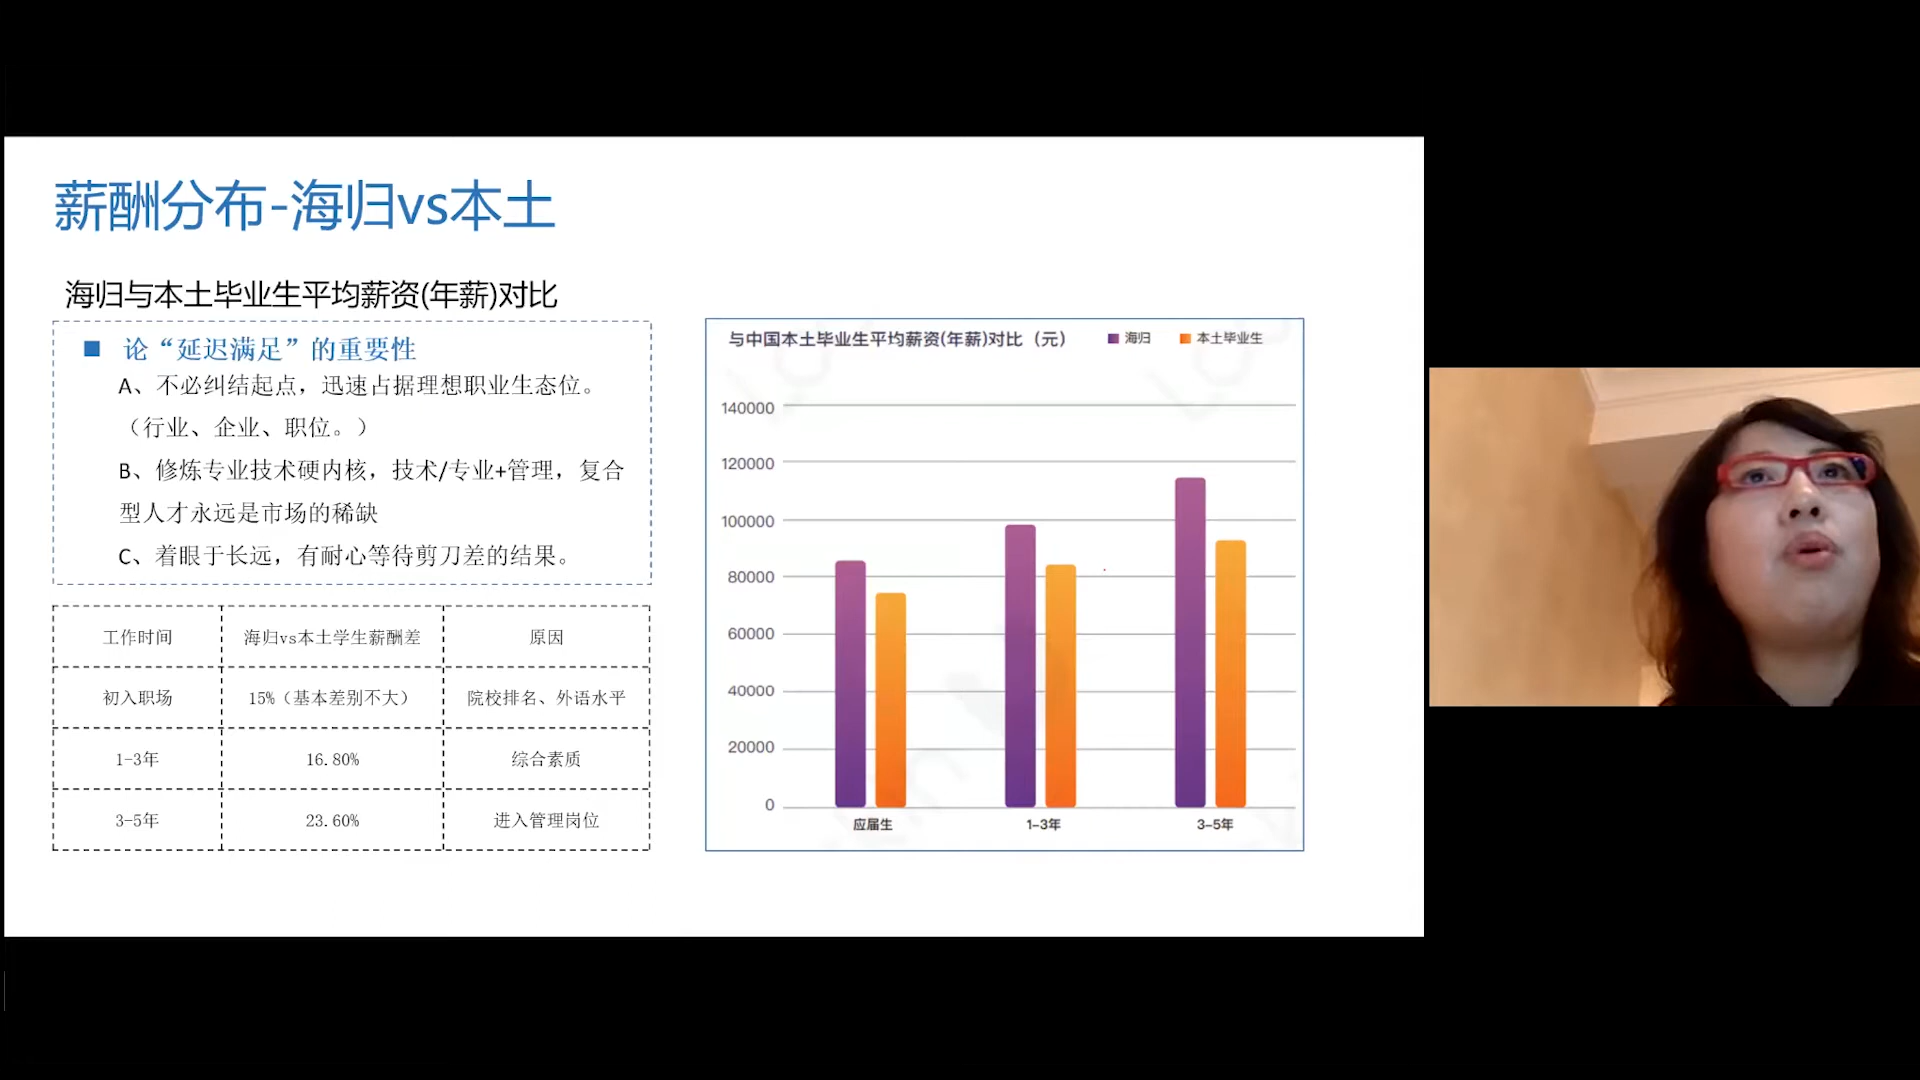 薪酬分布-海归vs本土
海归与本土毕业生平均薪资(年薪)对比
■ 论“延迟满足”的重要性
A、不必纠结起点，迅速占据理想职业生态位。
（行业、企业、职位。）
B、修炼专业技术硬内核，技术/专业+管理，复合
型人才永远是市场的稀缺
C、着眼于长远，有耐心等待剪刀差的结果。
工作时间 海归vs本土学生薪酬差 原因
初入职场 15%（基本差别不大） 院校排名、外语水平
1-3年 16.80% 综合素质
3-5年 23.60% 进入管理岗位
与中国本土毕业生平均薪资(年薪)对比（元） 海归 本土毕业生
140000
120000
100000
80000
60000
40000
20000
0
应届生 1-3年 3-5年